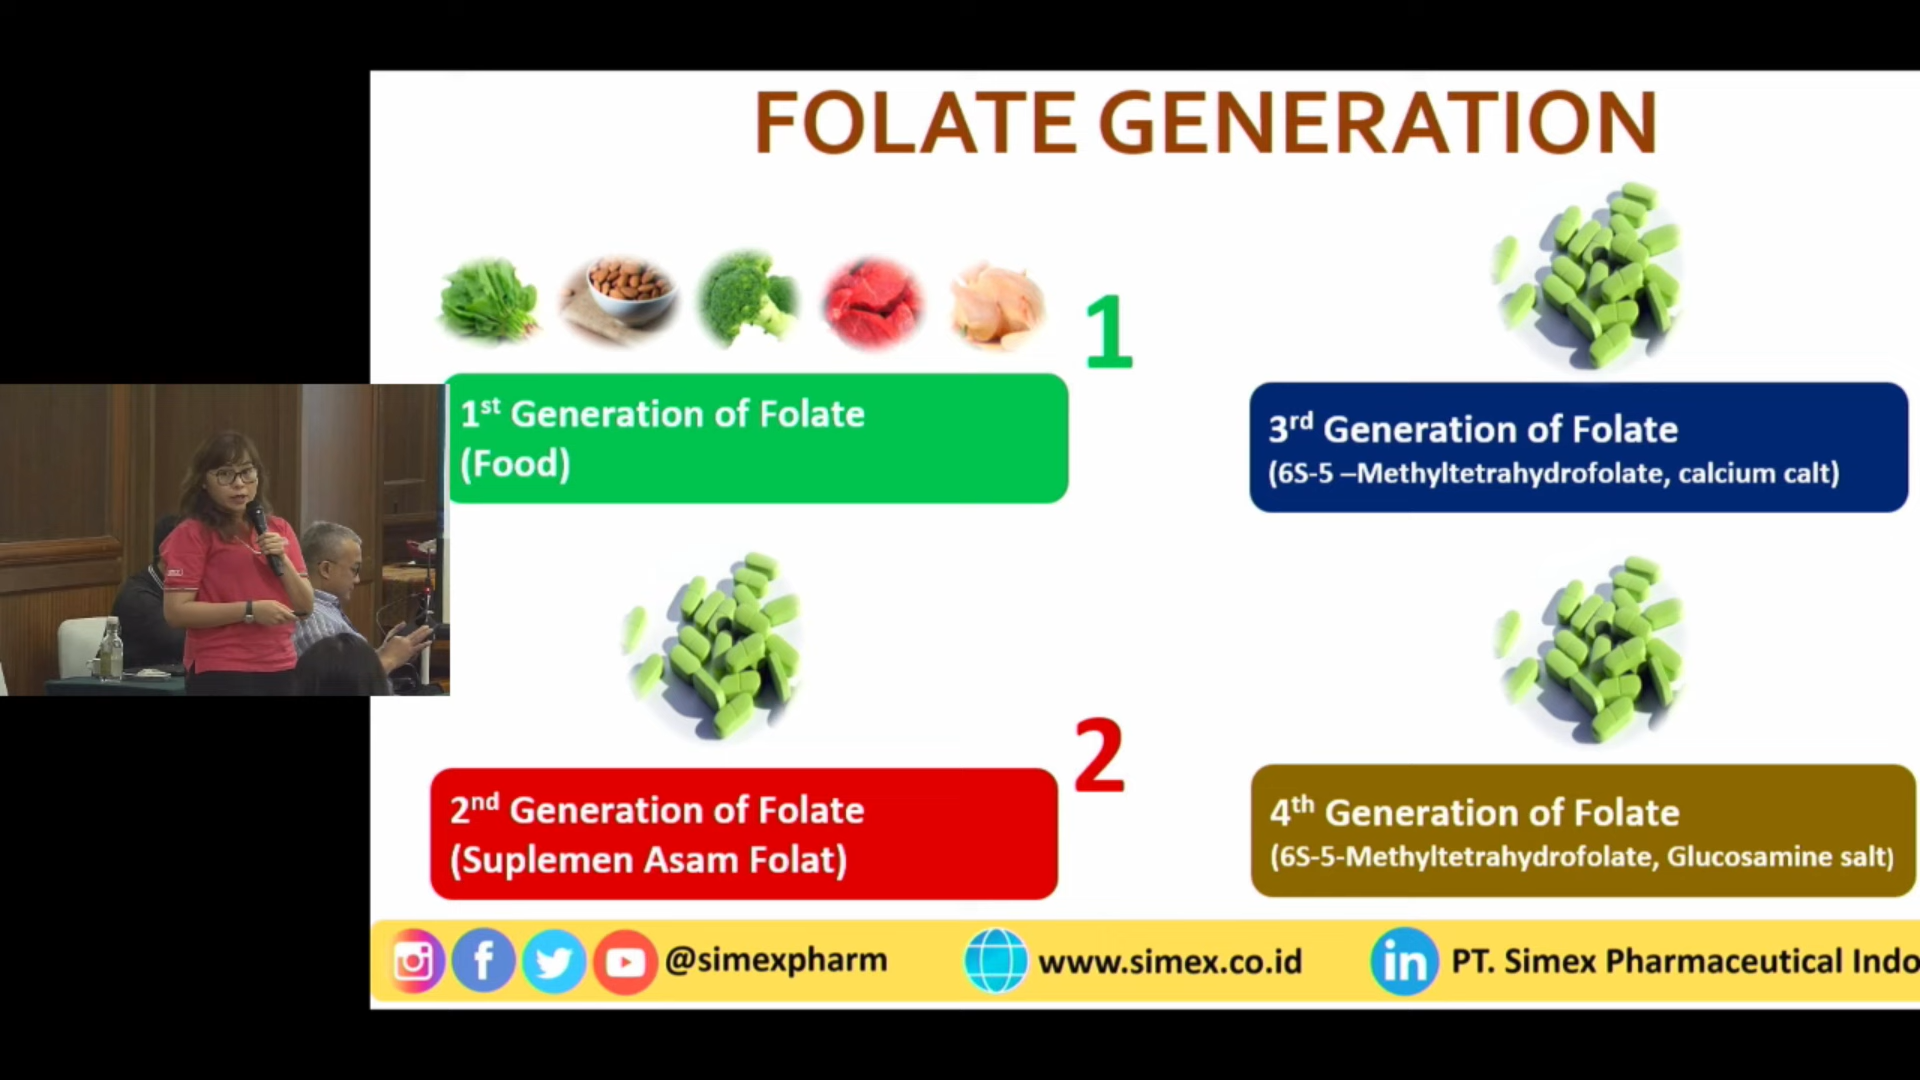 FOLATE GENERATION
1
1st Generation of Folate
(Food)
3rd Generation of Folate
(6S-5 –Methyltetrahydrofolate, calcium calt)
2
2nd Generation of Folate
(Suplemen Asam Folat)
4th Generation of Folate
(6S-5-Methyltetrahydrofolate, Glucosamine salt)
@simexpharm
www.simex.co.id
in
PT. Simex Pharmaceutical Indo